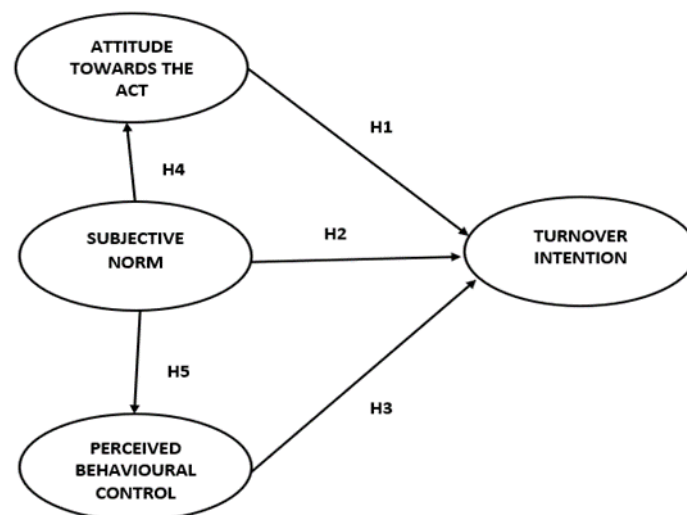 ATTITUDE
TOWARDS THE
ACT
H1
H4
SUBJECTIVE
NORM
H2
TURNOVER
INTENTION
H5
H3
PERCEIVED
BEHAVIOURAL
CONTROL